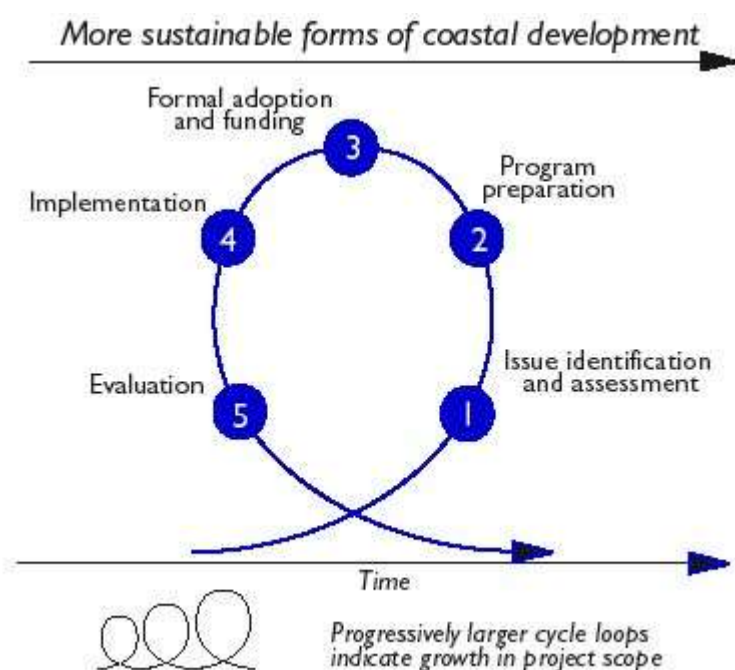 More sustainable forms of coastal development
Formal adoption
and funding
3
Program
preparation
Implementation
4
2
Issue identification
and assessment
Evaluation
5
1
Time
Progressively larger cycle loops
indicate growth in project scope